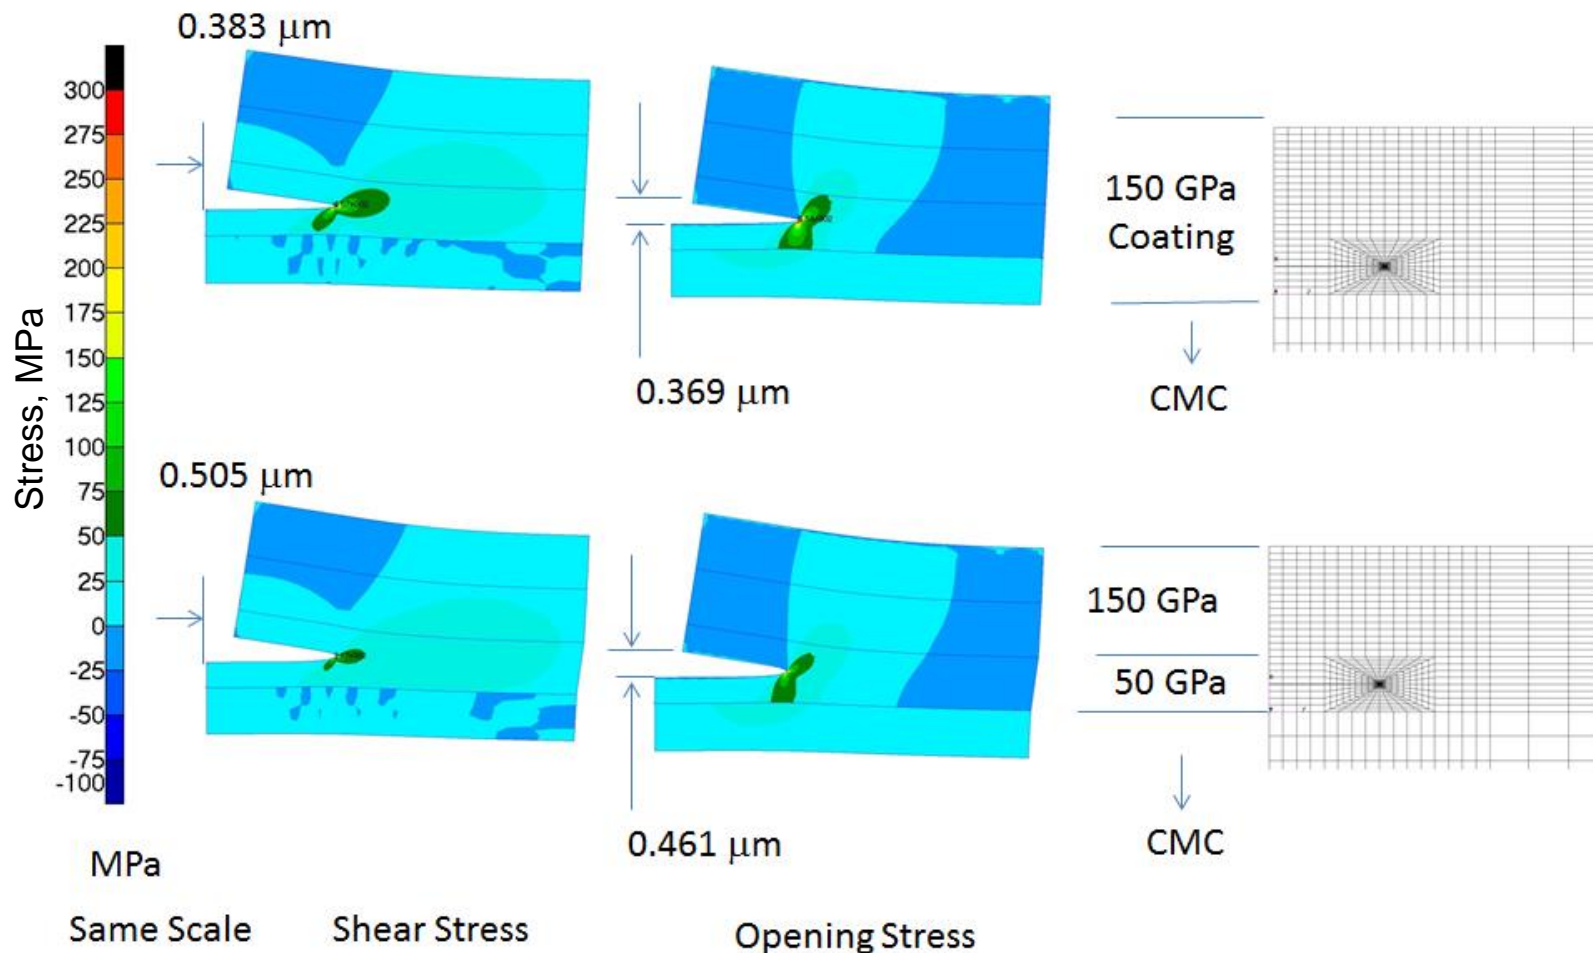 0.383 μm
300
275
250
225
200
175
150
125
100
75
50
25
0
-25
-50
-75
-100
Stress, MPa
0.369 μm
150 GPa
Coating
CMC
0.505 μm
0.461 μm
150 GPa
50 GPa
CMC
MPa
Same Scale
Shear Stress
Opening Stress